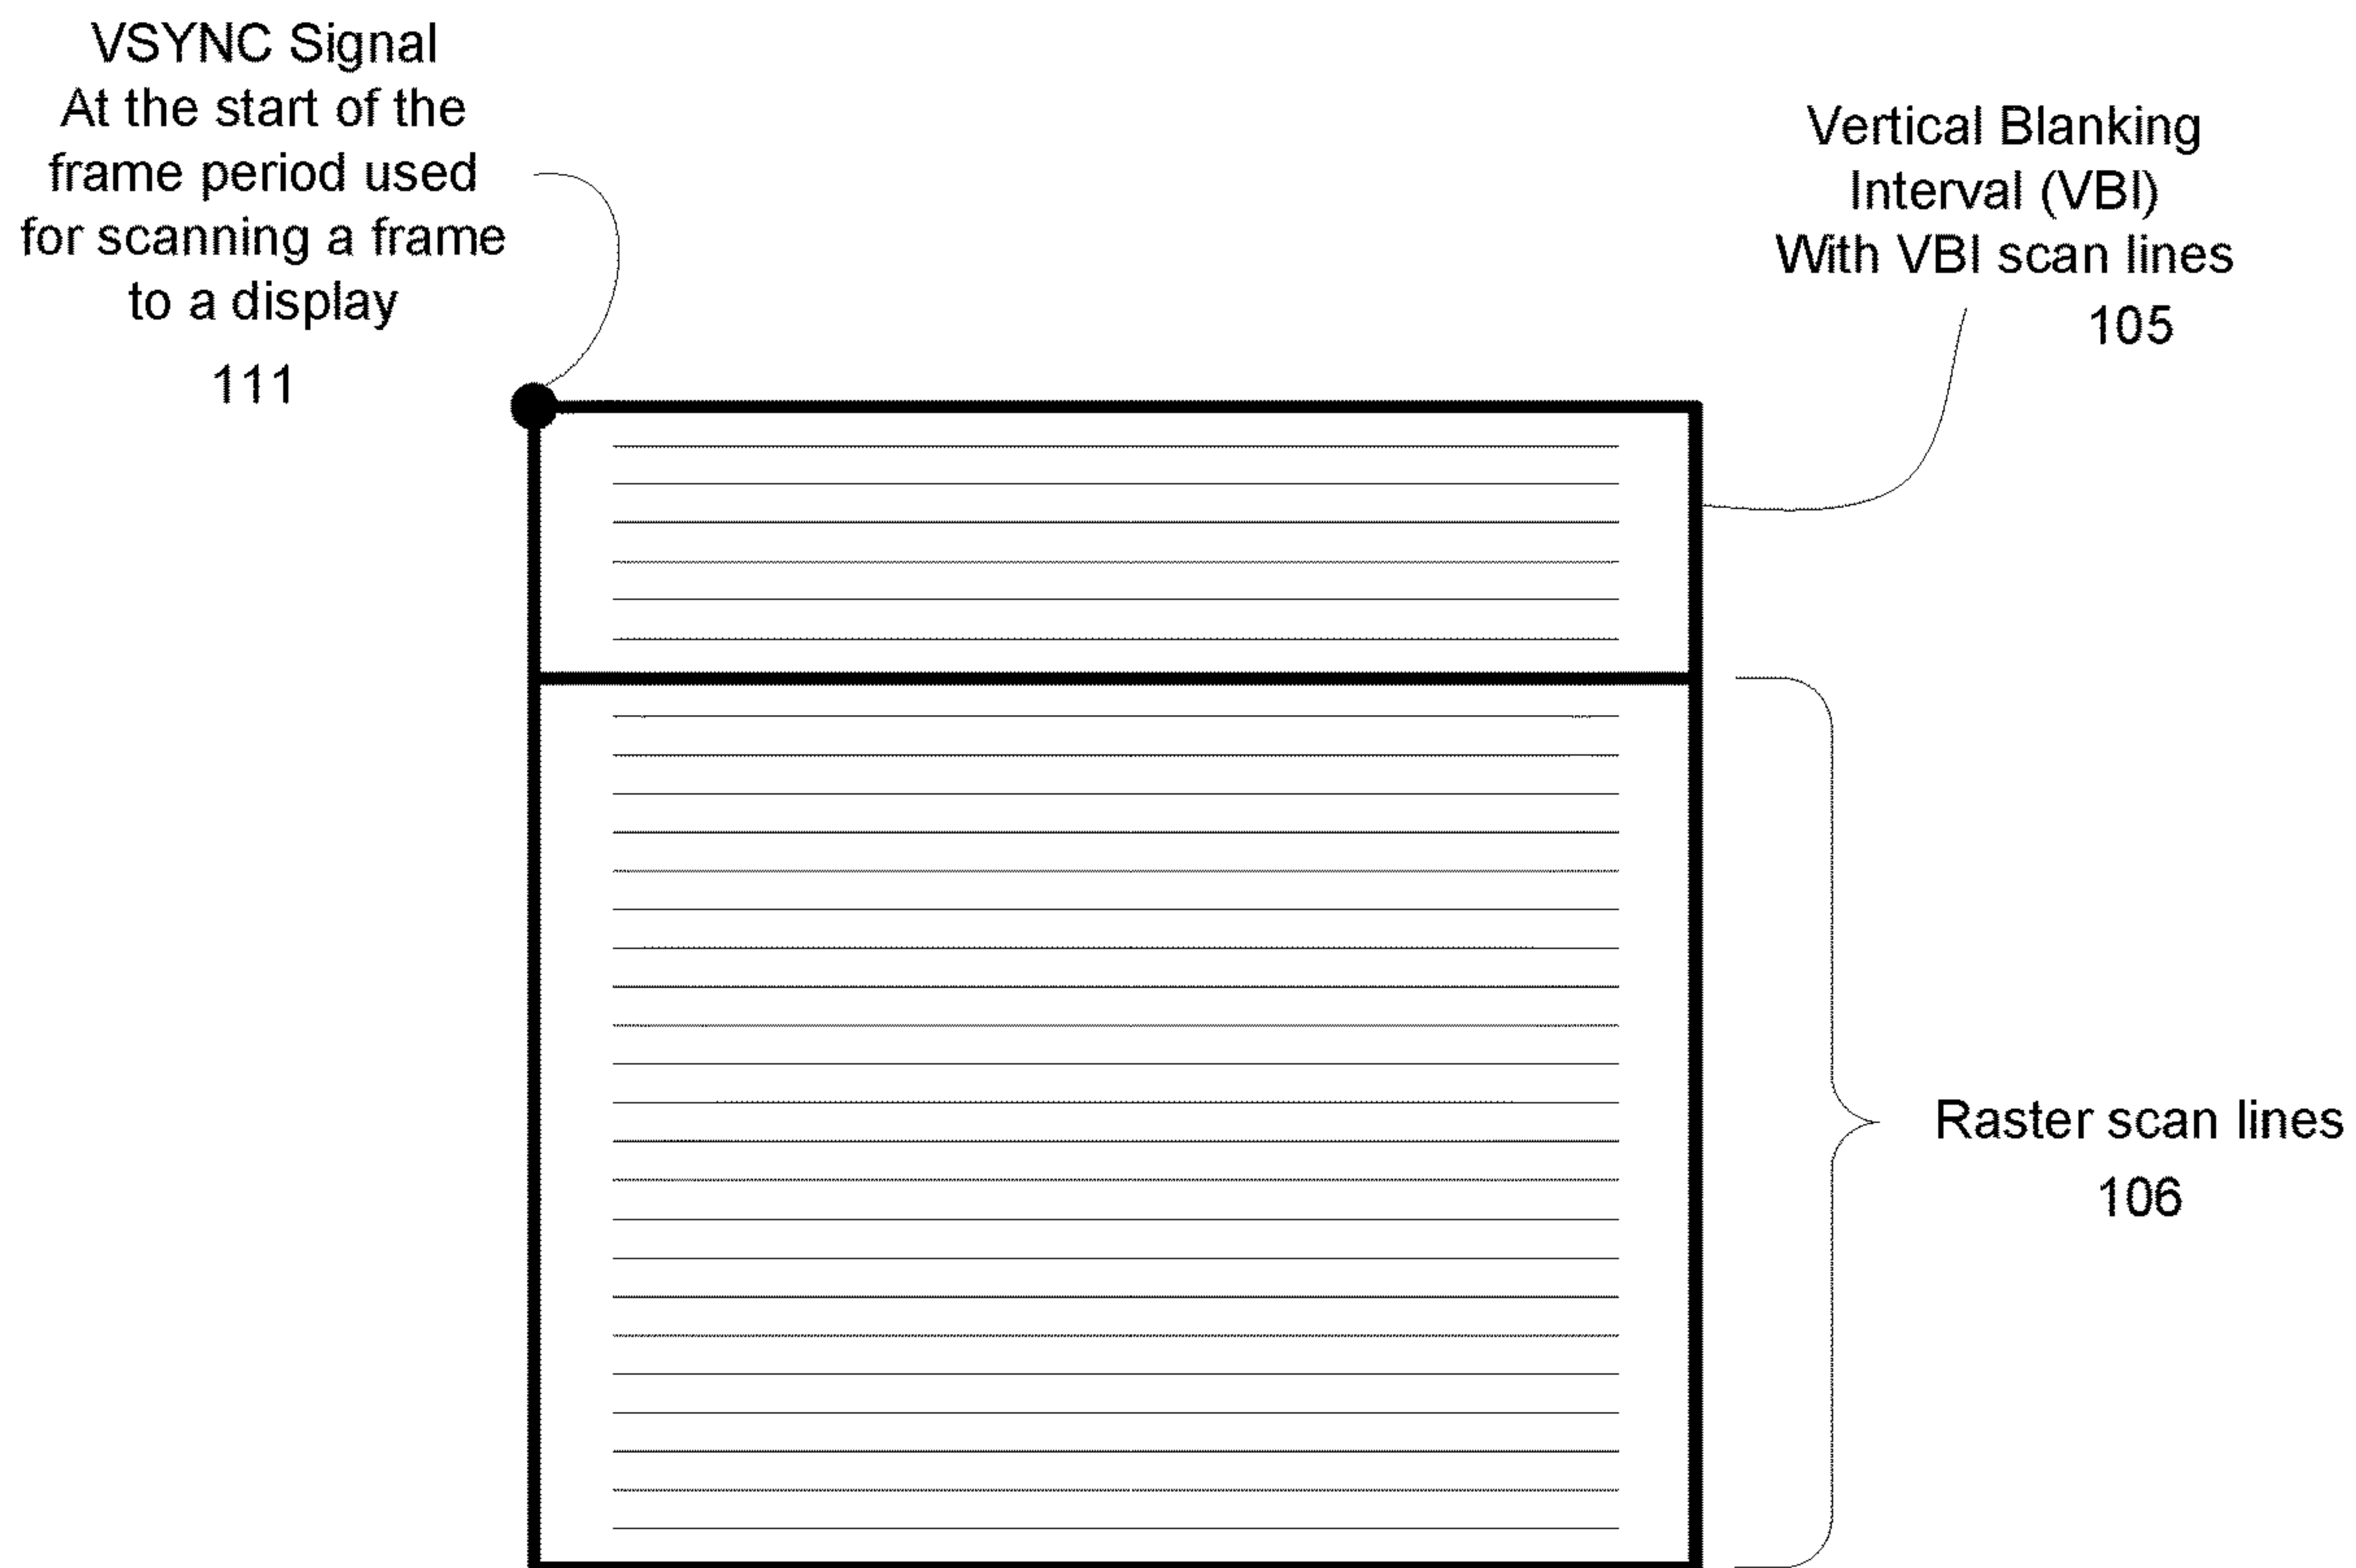 VSYNC Signal
At the start of the
frame period used
for scanning a frame
to a display
111
Vertical Blanking
Interval (VBI)
With VBI scan lines
105
Raster scan lines
106